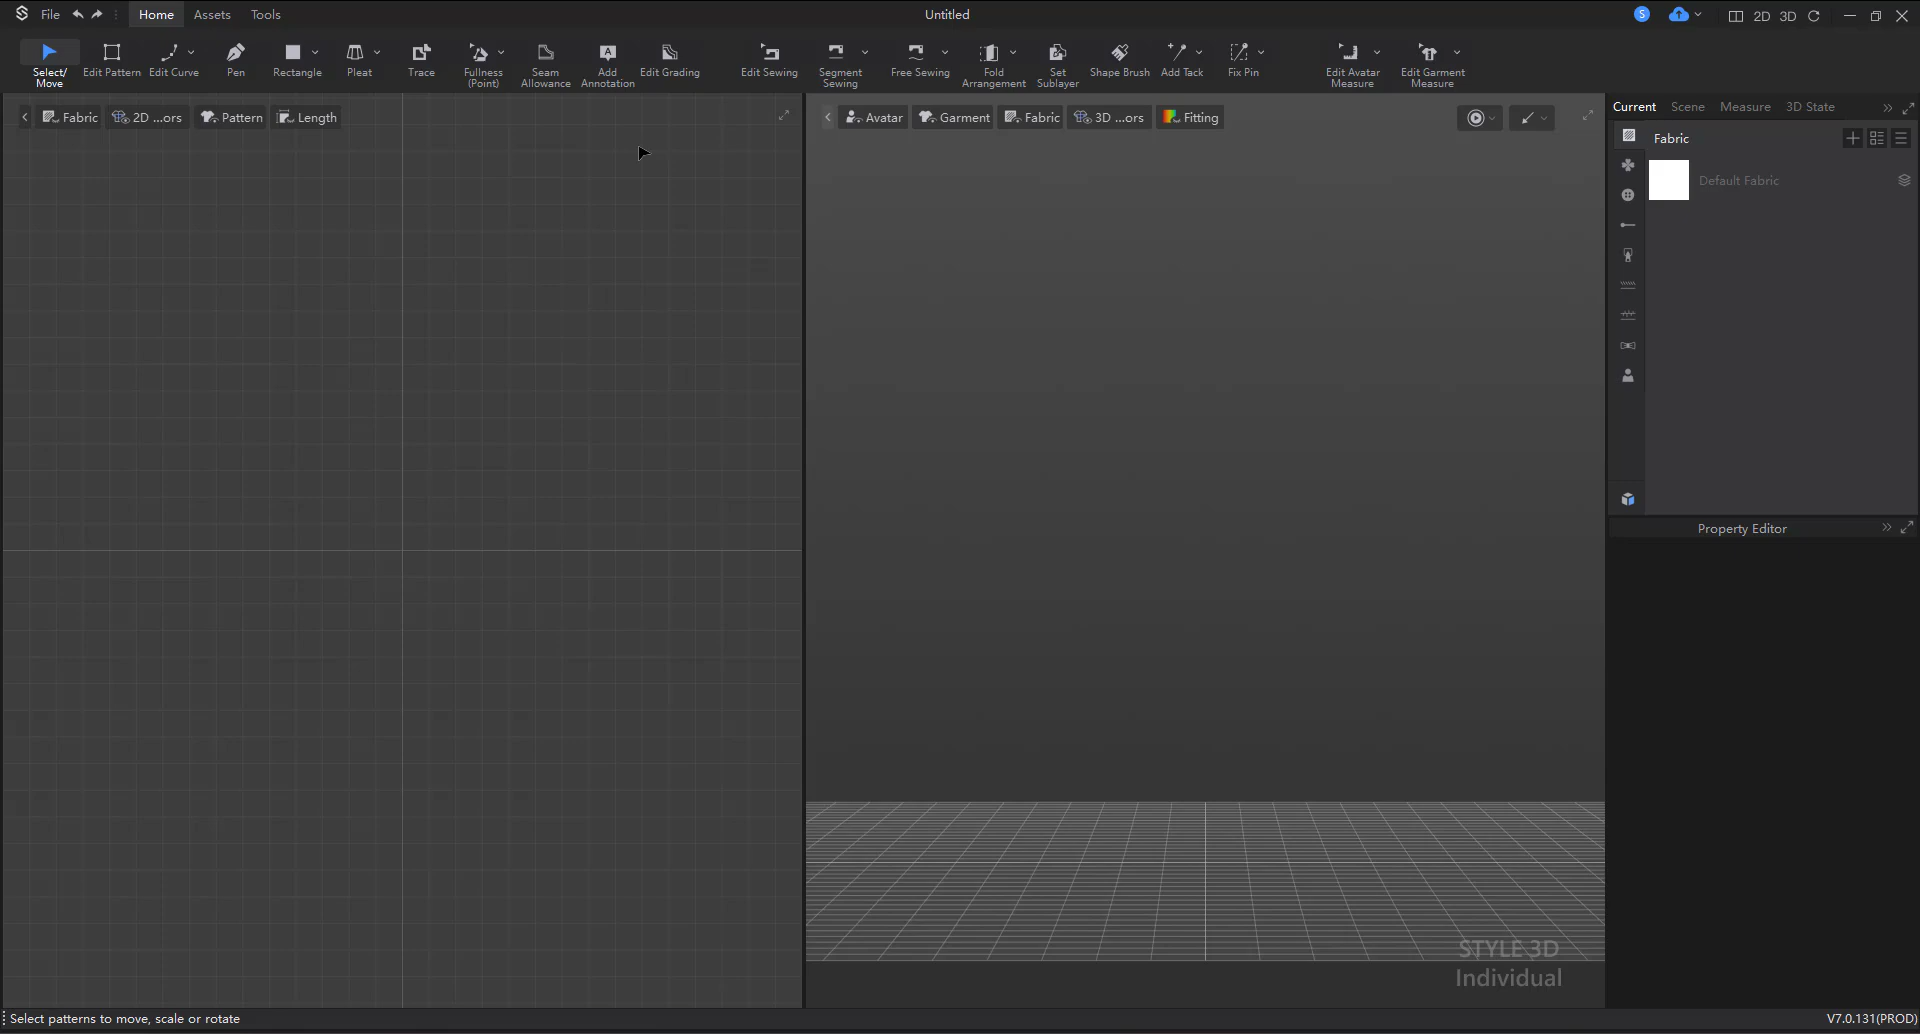 File Home Assets Tools Untitled S 2D 3D
Select/ Move Edit Pattern Edit Curve Pen Rectangle Pleat Trace Fullness (Point) Seam Allowance Add Annotation Edit Grading Edit Sewing Segment Sewing Free Sewing Fold Arrangement Set Sublayer Shape Brush Add Tack Fix Pin Edit Avatar Measure Edit Garment Measure
Fabric 2D ...ors Pattern Length
Avatar Garment Fabric 3D ...ors Fitting
Current Scene Measure 3D State
Fabric
Default Fabric
Property Editor
STYLE 3D
Individual
Select patterns to move, scale or rotate
V7.0.131(PROD)